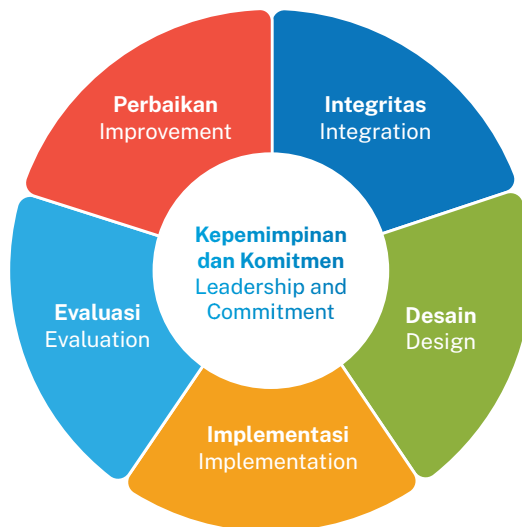 Perbaikan
Improvement
Integritas
Integration
Kepemimpinan
dan Komitmen
Leadership and
Commitment
Evaluasi
Evaluation
Desain
Design
Implementasi
Implementation